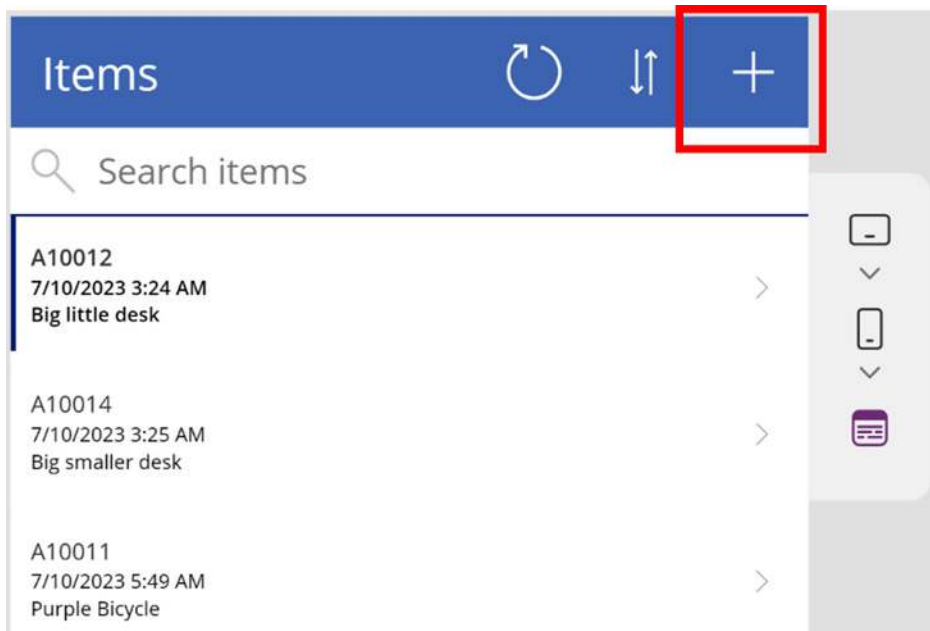 Items
Search items
A10012
7/10/2023 3:24 AM
Big little desk
A10014
7/10/2023 3:25 AM
Big smaller desk
A10011
7/10/2023 5:49 AM
Purple Bicycle